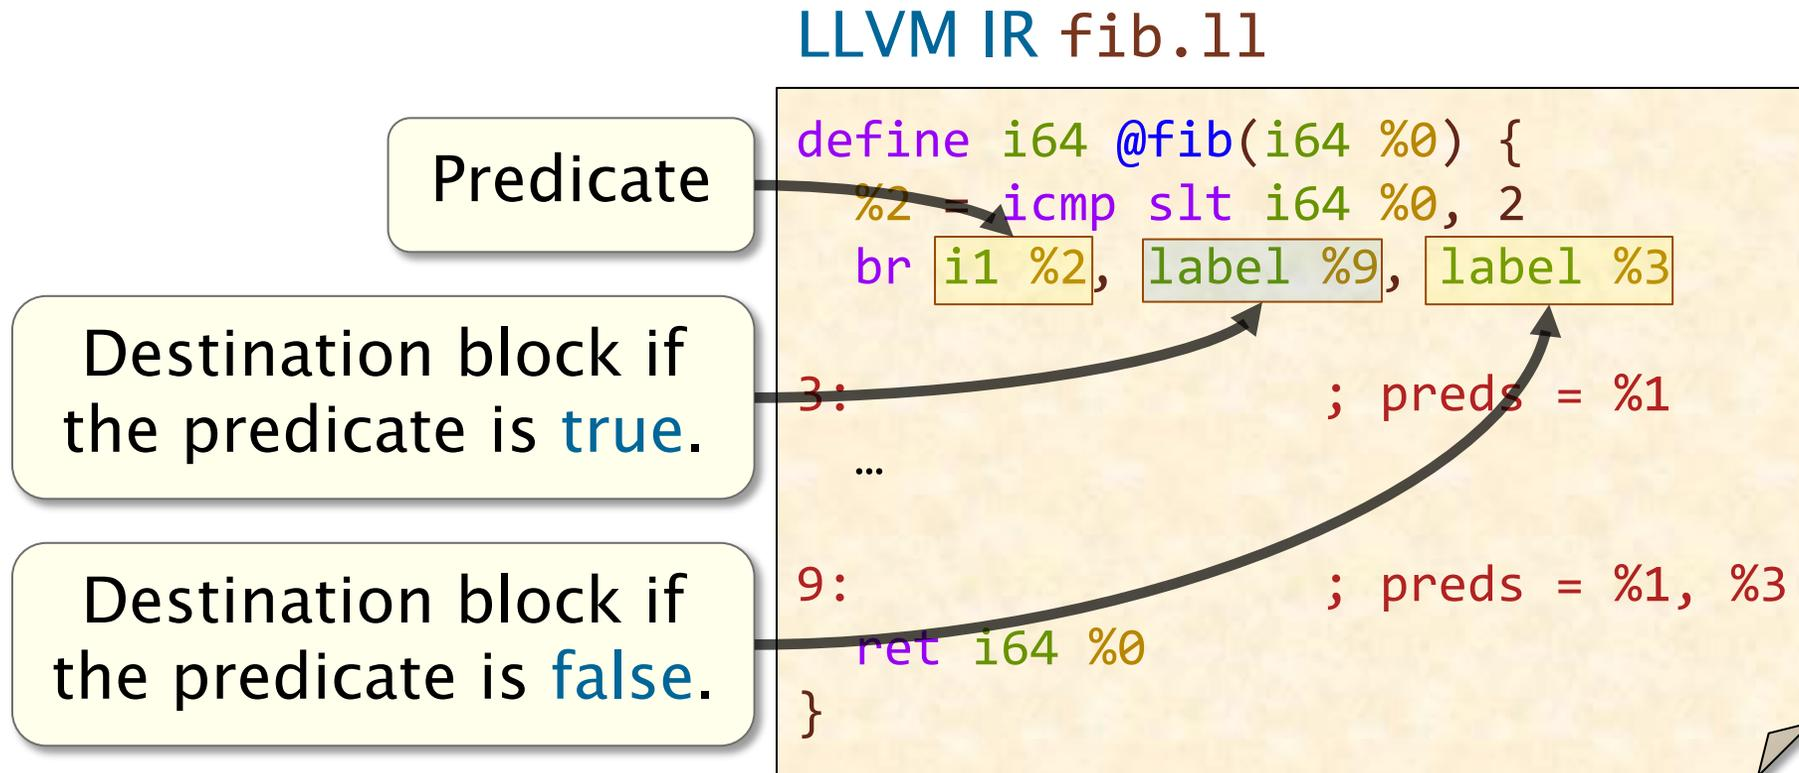 LLVM IR fib.ll
Predicate
Destination block if
the predicate is true.
Destination block if
the predicate is false.
define i64 @fib(i64 %0) {
%2 = icmp slt i64 %0, 2
br i1 %2, label %9, label %3
3: ; preds = %1
…
9: ; preds = %1, %3
ret i64 %0
}